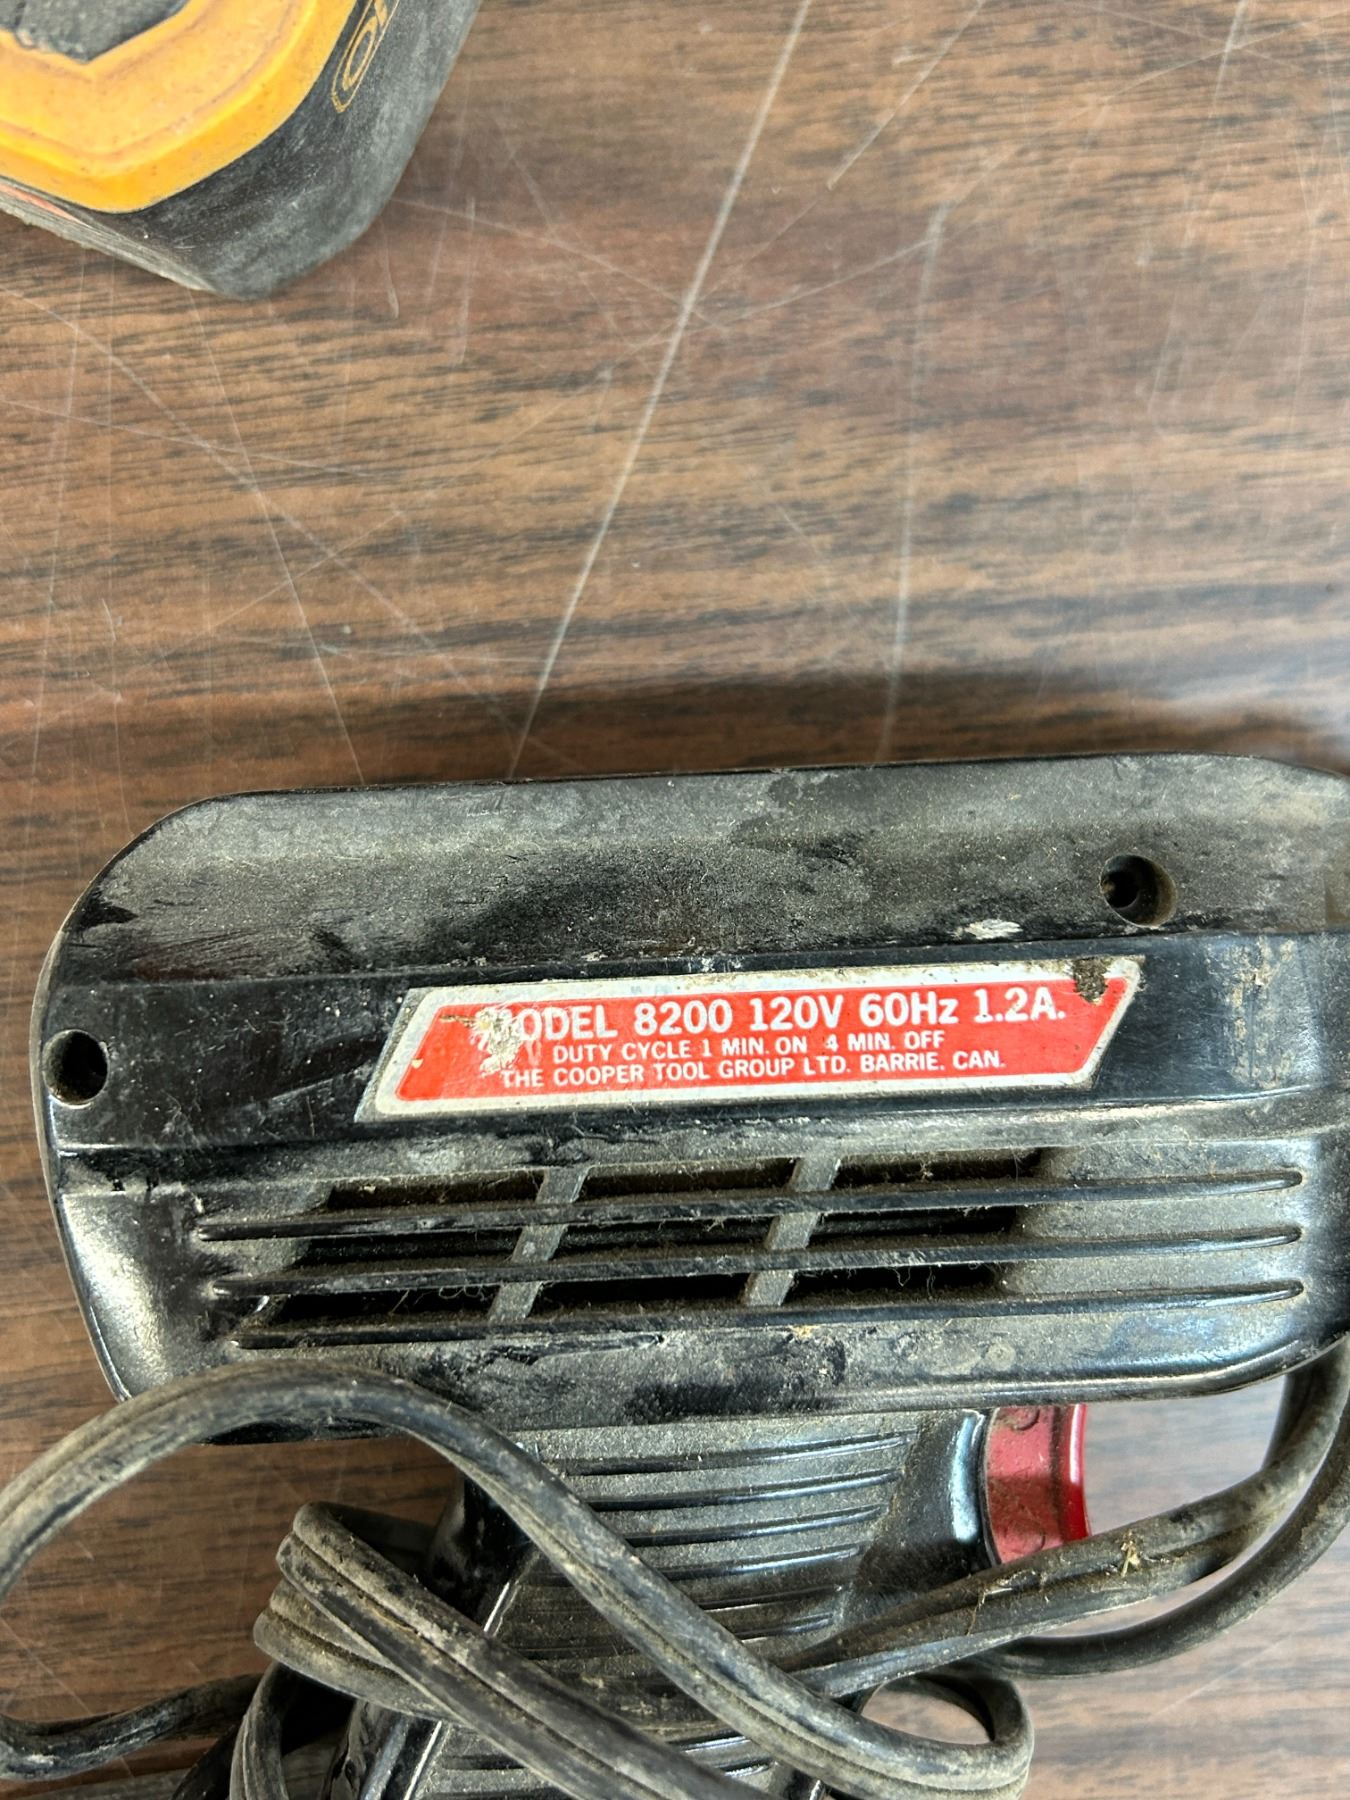 MODEL 8200 120V 60Hz 1.2A.
DUTY CYCLE 1 MIN. ON 4 MIN. OFF
THE COOPER TOOL GROUP LTD. BARRIE. CAN.